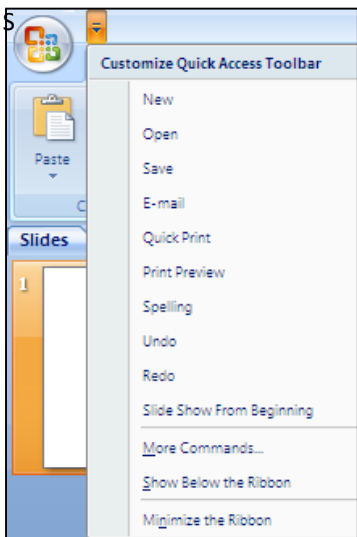 S
Customize Quick Access Toolbar
New
Open
Save
E-mail
Quick Print
Print Preview
Spelling
Undo
Redo
Slide Show From Beginning
More Commands...
Show Below the Ribbon
Minimize the Ribbon
Paste
C
Slides
1